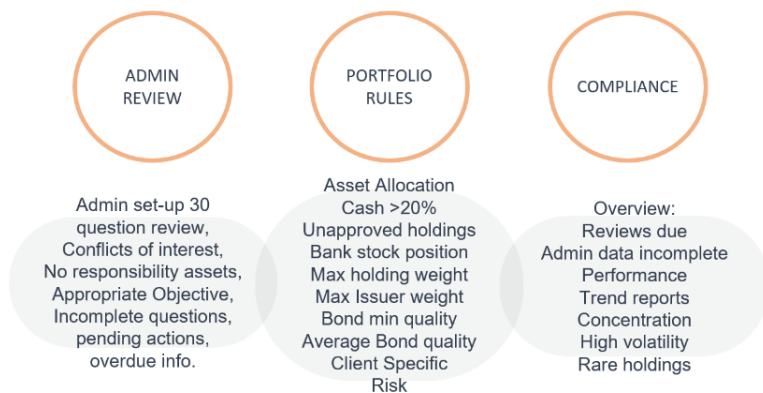 ADMIN
REVIEW
PORTFOLIO
RULES
COMPLIANCE
Admin set-up 30
question review,
Conflicts of interest,
No responsibility assets,
Appropriate Objective,
Incomplete questions,
pending actions,
overdue info.
Asset Allocation
Cash >20%
Unapproved holdings
Bank stock position
Max holding weight
Max Issuer weight
Bond min quality
Average Bond quality
Client Specific
Risk
Overview:
Reviews due
Admin data incomplete
Performance
Trend reports
Concentration
High volatility
Rare holdings